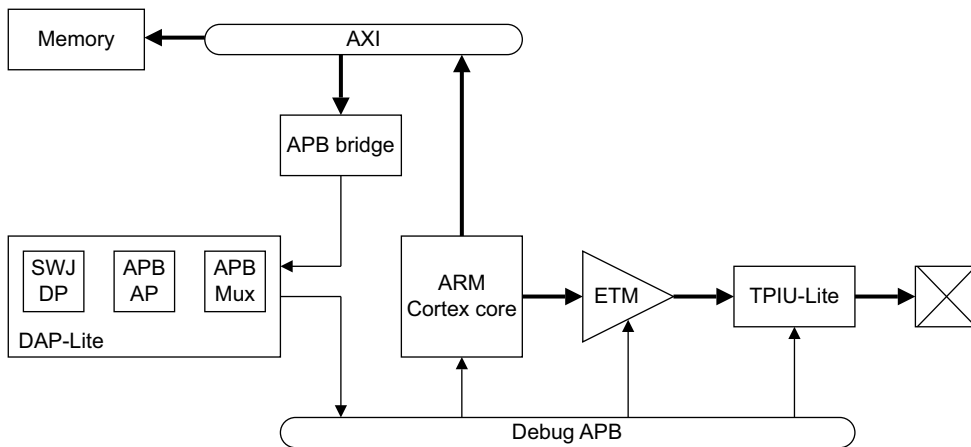 Memory
AXI
APB bridge
SWJ
DP
APB
AP
APB
Mux
DAP-Lite
ARM
Cortex core
ETM
TPIU-Lite
Debug APB